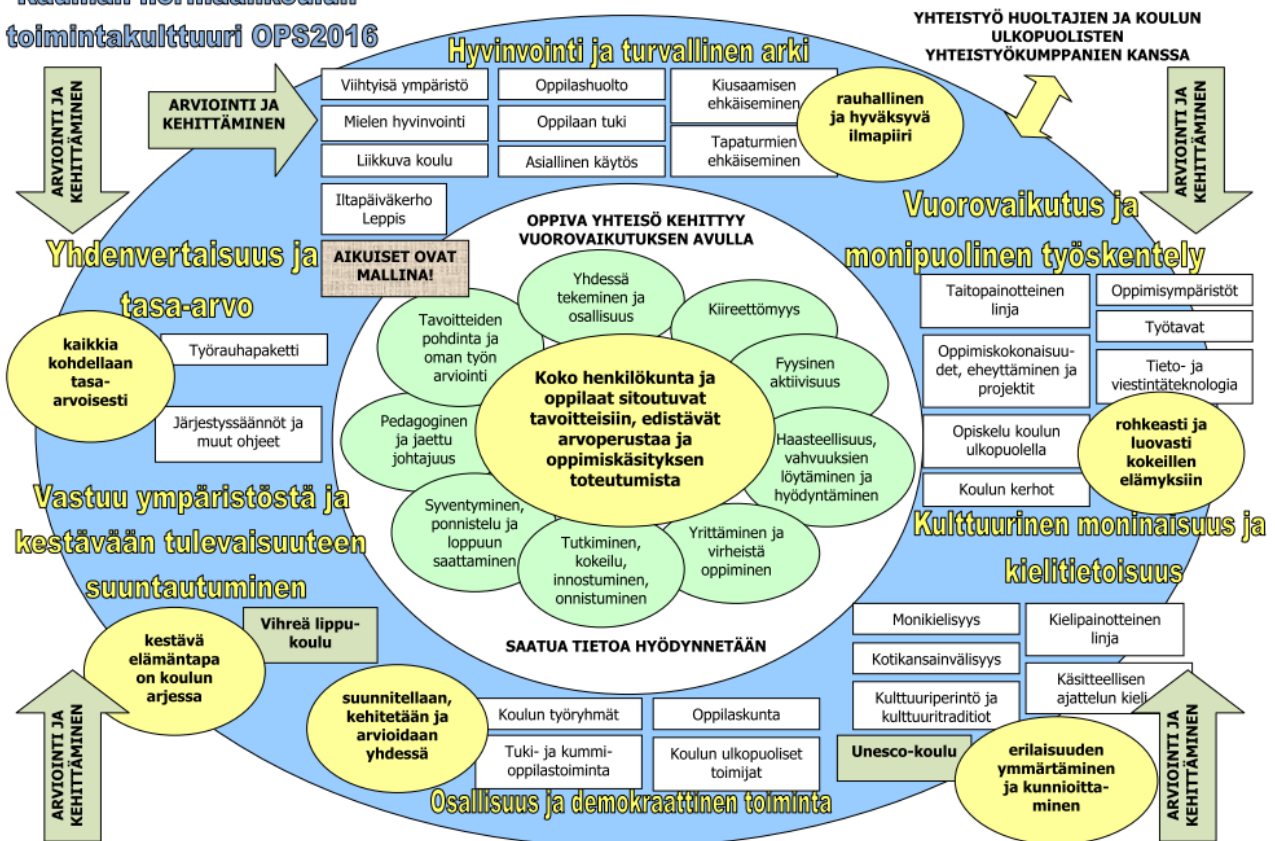 Rauman normaalikoulun
toimintakulttuuri OPS2016
YHTEISTYÖ HUOLTAJIEN JA KOULUN
ULKOPUOLISTEN
YHTEISTYÖKUMPPANIEN KANSSA
ARVIOINTI JA
KEHITTÄMINEN
ARVIOINTI JA
KEHITTÄMINEN
ARVIOINTI JA
KEHITTÄMINEN
Hyvinvointi ja turvallinen arki
Viihtyisä ympäristö
Mielen hyvinvointi
Liikkuva koulu
Iltapäiväkerho
Leppis
Oppilashuolto
Oppilaan tuki
Asiallinen käytös
Kiusaamisen
ehkäiseminen
Tapaturmien
ehkäiseminen
rauhallinen
ja hyväksyvä
ilmapiiri
AIKUISET OVAT
MALLINA!
Yhdenvertaisuus ja
tasa-arvo
kaikkia
kohdellaan
tasa-
arvoisesti
Työrauhapaketti
Järjestyssäännöt ja
muut ohjeet
OPPIVA YHTEISÖ KEHITTYY
VUOROVAIKUTUKSEN AVULLA
Yhdessä
tekeminen ja
osallisuus
Kiireettömyys
Fyysinen
aktiivisuus
Haasteellisuus,
vahvuuksien
löytäminen ja
hyödyntäminen
Yrittäminen ja
virheistä
oppiminen
Tutkiminen,
kokeilu,
innostuminen,
onnistuminen
Syventyminen,
ponnistelu ja
loppuun
saattaminen
Pedagoginen
ja jaettu
johtajuus
Tavoitteiden
pohdinta ja
oman työn
arviointi
Koko henkilökunta ja
oppilaat sitoutuvat
tavoitteisiin, edistävät
arvoperustaa ja
oppimiskäsityksen
toteutumista
SAATUA TIETOA HYÖDYNNETÄÄN
Vuorovaikutus ja
monipuolinen työskentely
Taitopainotteinen
linja
Oppimiskokonaisuu-
det, eheyttäminen ja
projektit
Opiskelu koulun
ulkopuolella
Koulun kerhot
Oppimisympäristöt
Työtavat
Tieto- ja
viestintäteknologia
rohkeasti ja
luovasti
kokeillen
elämyksiin
Vastuu ympäristöstä ja
kestävään tulevaisuuteen
suuntautuminen
kestävä
elämäntapa
on koulun
arjessa
Vihreä lippu-
koulu
ARVIOINTI JA
KEHITTÄMINEN
Kulttuurinen moninaisuus ja
kielitietoisuus
Monikielisyys
Kotikansainvälisyys
Kulttuuriperintö ja
kulttuuritraditiot
Unesco-koulu
Kielipainotteinen
linja
Käsitteellisen
ajattelun kieli
erilaisuuden
ymmärtäminen
ja kunnioitta-
minen
ARVIOINTI JA
KEHITTÄMINEN
suunnitellaan,
kehitetään ja
arvioidaan
yhdessä
Koulun työryhmät
Tuki- ja kummi-
oppilastoiminta
Oppilaskunta
Koulun ulkopuoliset
toimijat
Osallisuus ja demokraattinen toiminta